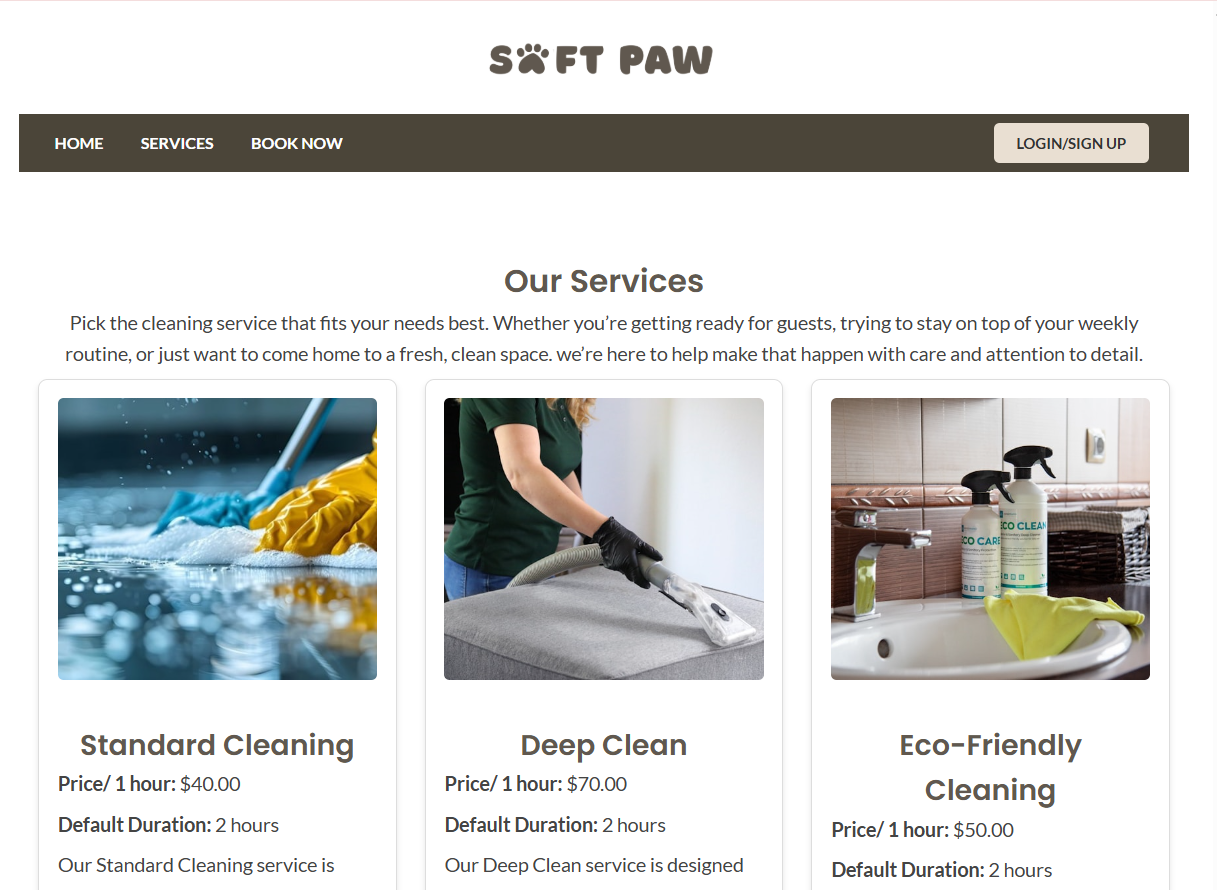 SOFT PAW
HOME SERVICES BOOK NOW LOGIN/SIGN UP
Our Services
Pick the cleaning service that fits your needs best. Whether you’re getting ready for guests, trying to stay on top of your weekly
routine, or just want to come home to a fresh, clean space. we’re here to help make that happen with care and attention to detail.
Standard Cleaning
Price/ 1 hour: $40.00
Default Duration: 2 hours
Our Standard Cleaning service is
Deep Clean
Price/ 1 hour: $70.00
Default Duration: 2 hours
Our Deep Clean service is designed
ECO CARE
ECO CLEAN
Eco-Friendly
Cleaning
Price/ 1 hour: $50.00
Default Duration: 2 hours